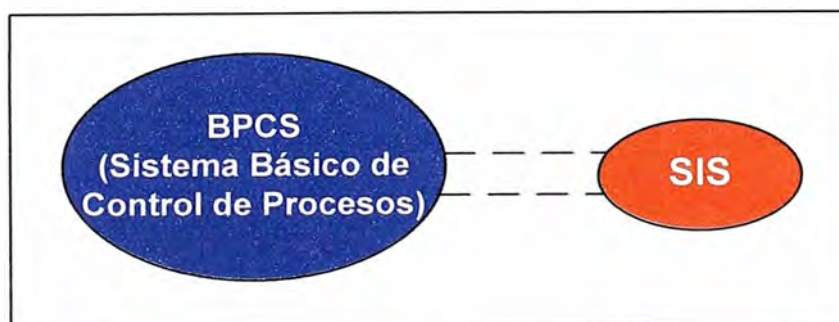 BPCS
(Sistema Básico de
Control de Procesos)
SIS